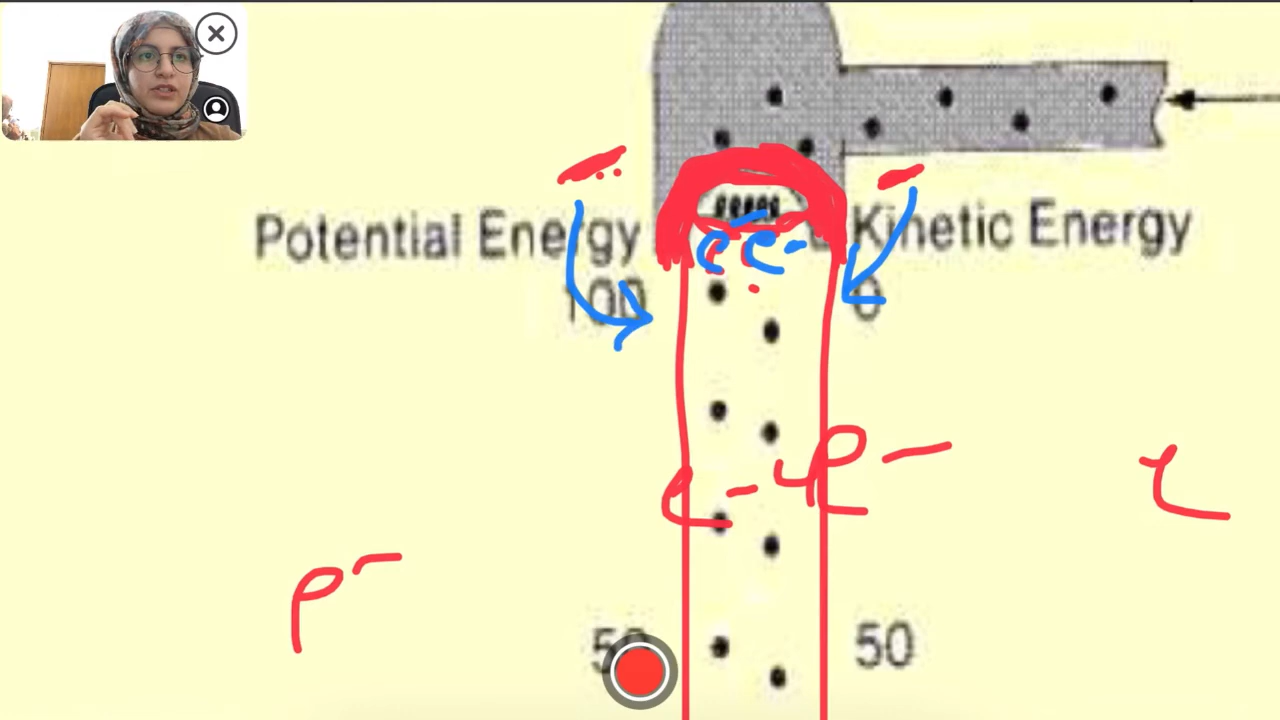 Potential Energy Kinetic Energy
e e-
100 0
e- e-
e-
50 50